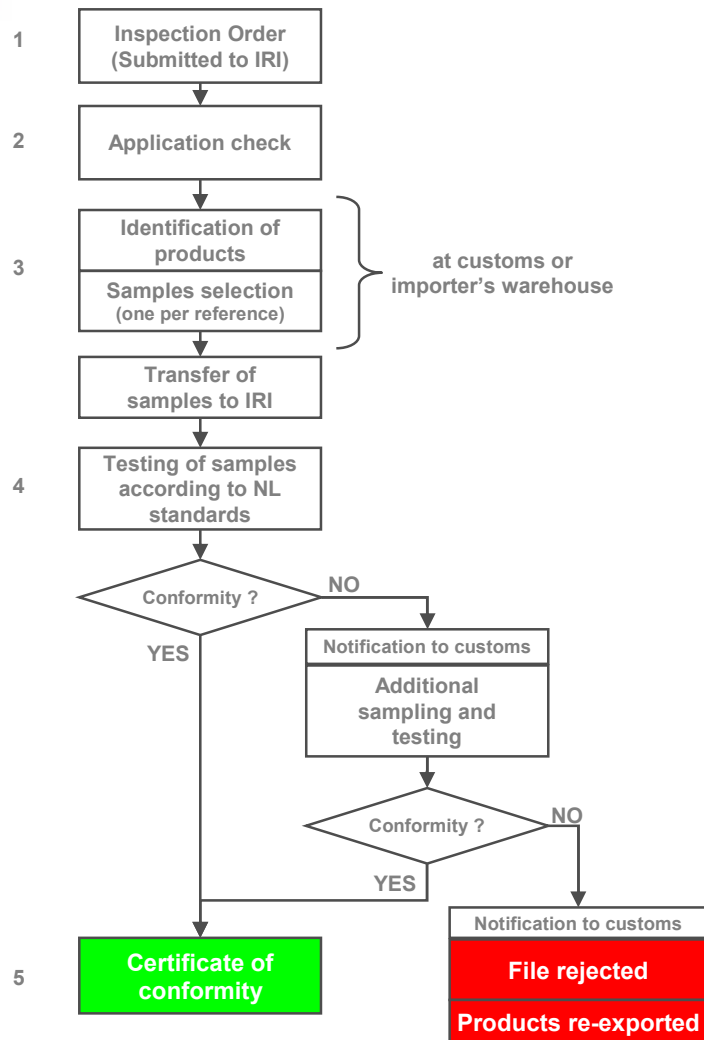 1
Inspection Order
(Submitted to IRI)
2
Application check
3
Identification of
products
Samples selection
(one per reference)
at customs or
importer’s warehouse
Transfer of
samples to IRI
4
Testing of samples
according to NL
standards
Conformity ?
NO
YES
Notification to customs
Additional
sampling and
testing
Conformity ?
NO
YES
5
Certificate of
conformity
Notification to customs
File rejected
Products re-exported